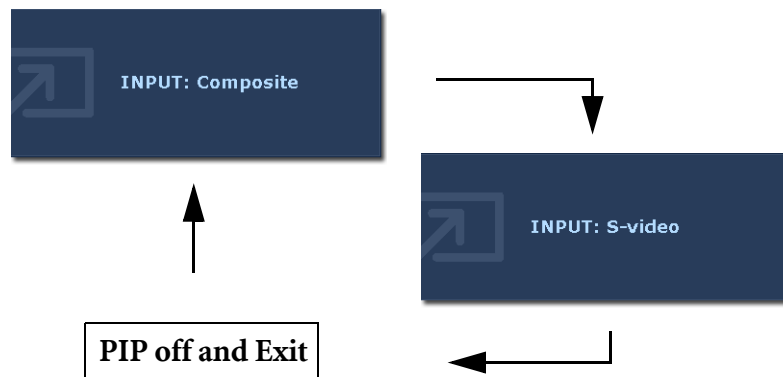 INPUT: Composite
INPUT: S-video
PIP off and Exit